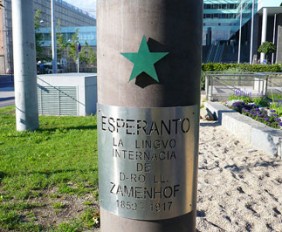 ESPERANTO
LA LINGVO
INTERNACIA
DE
D-RO L.L.
ZAMENHOF
1859-1917